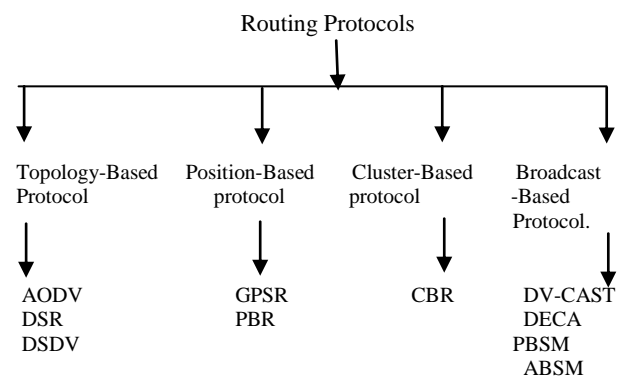 Routing Protocols
Topology-Based
Protocol
Position-Based
protocol
Cluster-Based
protocol
Broadcast
-Based
Protocol.
AODV
DSR
DSDV
GPSR
PBR
CBR
DV-CAST
DECA
PBSM
ABSM